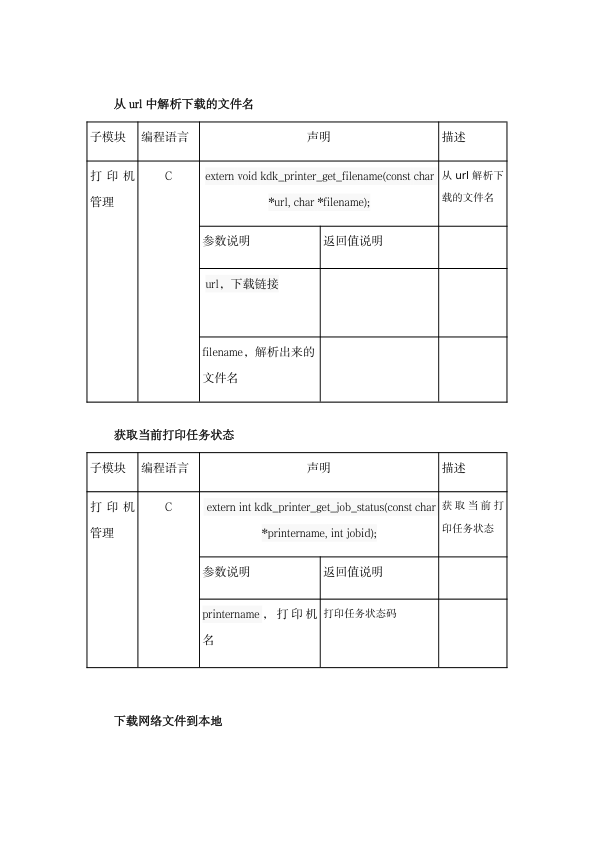 从 url 中解析下载的文件名
子模块 编程语言 声明 描述
打印机管理 C extern void kdk_printer_get_filename(const char *url, char *filename); 从 url 解析下载的文件名
参数说明 返回值说明
url，下载链接
filename，解析出来的文件名
获取当前打印任务状态
子模块 编程语言 声明 描述
打印机管理 C extern int kdk_printer_get_job_status(const char *printername, int jobid); 获取当前打印任务状态
参数说明 返回值说明
printername，打印机名 打印任务状态码
下载网络文件到本地